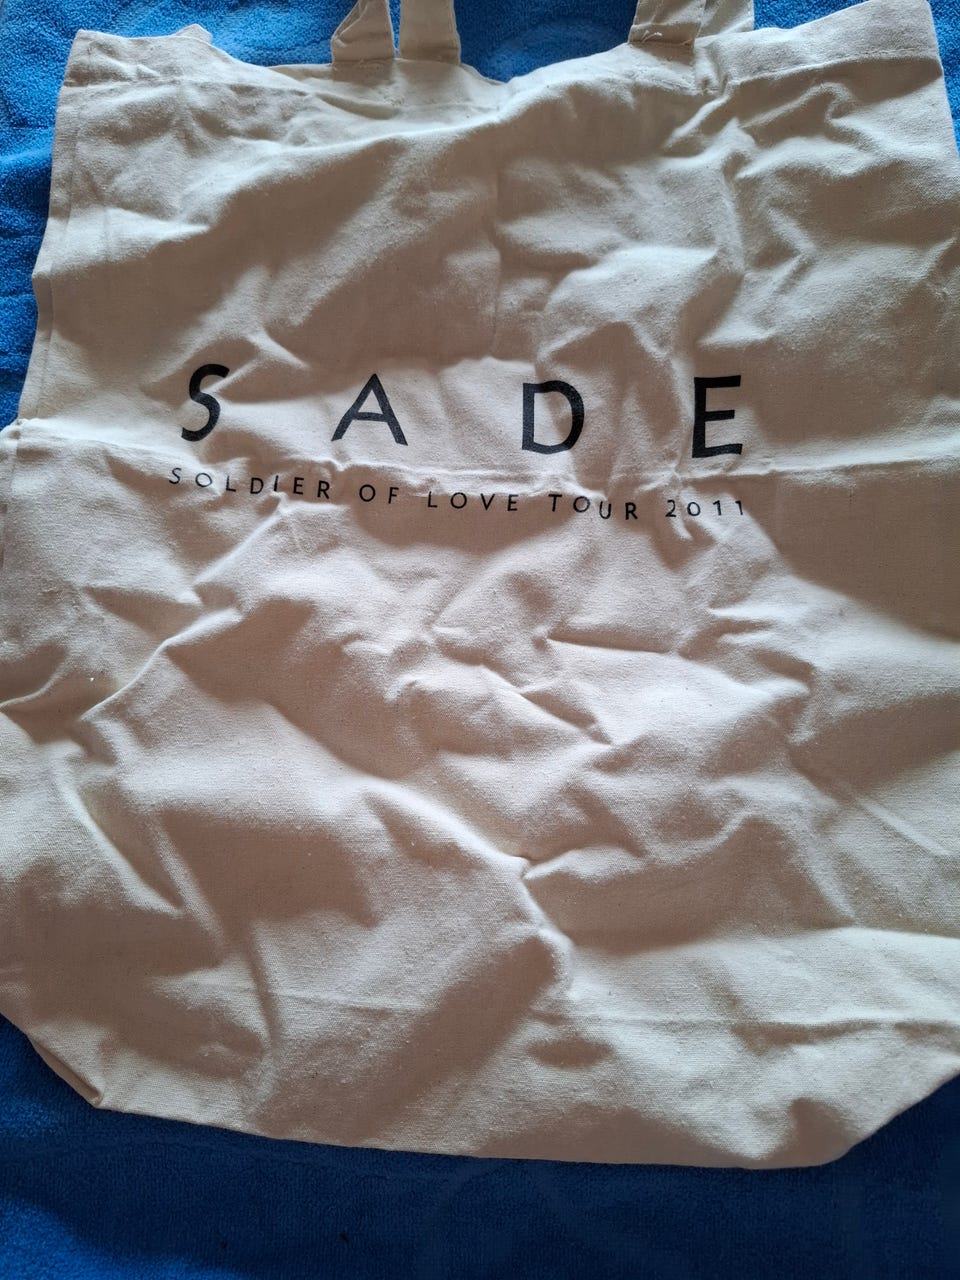 SADE
SOLDIER OF LOVE TOUR 2011